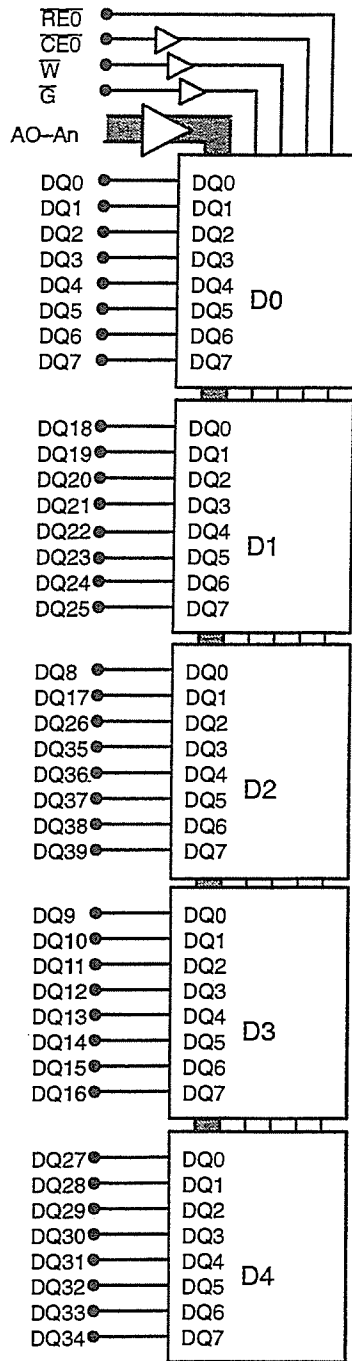 RE0
CE0
W
G
AO–An
DQ0 DQ0
DQ1 DQ1
DQ2 DQ2
DQ3 DQ3
DQ4 DQ4
DQ5 DQ5
DQ6 DQ6
DQ7 DQ7
D0
DQ18 DQ0
DQ19 DQ1
DQ20 DQ2
DQ21 DQ3
DQ22 DQ4
DQ23 DQ5
DQ24 DQ6
DQ25 DQ7
D1
DQ8 DQ0
DQ17 DQ1
DQ26 DQ2
DQ35 DQ3
DQ36 DQ4
DQ37 DQ5
DQ38 DQ6
DQ39 DQ7
D2
DQ9 DQ0
DQ10 DQ1
DQ11 DQ2
DQ12 DQ3
DQ13 DQ4
DQ14 DQ5
DQ15 DQ6
DQ16 DQ7
D3
DQ27 DQ0
DQ28 DQ1
DQ29 DQ2
DQ30 DQ3
DQ31 DQ4
DQ32 DQ5
DQ33 DQ6
DQ34 DQ7
D4